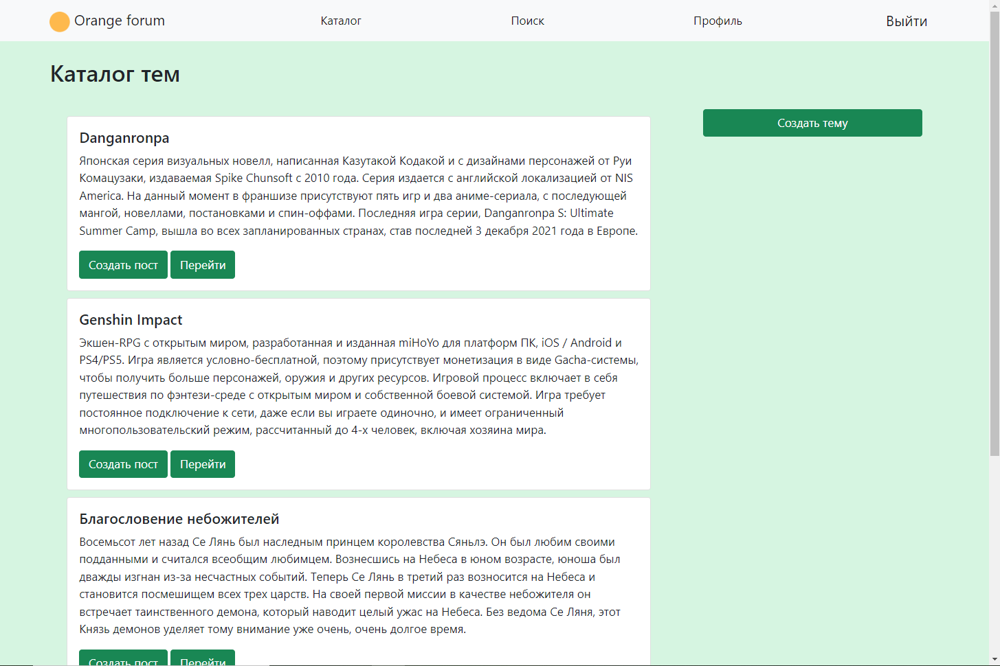 Orange forum
Каталог
Поиск
Профиль
Выйти
Каталог тем
Создать тему
Danganronpa
Японская серия визуальных новелл, написанная Казутакой Кодакой и с дизайнами персонажей от Руи
Комацузаки, издаваемая Spike Chunsoft с 2010 года. Серия издается с английской локализацией от NIS
America. На данный момент в франшизе присутствуют пять игр и два аниме-сериала, с последующей
мангой, новеллами, постановками и спин-оффами. Последняя игра серии, Danganronpa S: Ultimate
Summer Camp, вышла во всех запланированных странах, став последней 3 декабря 2021 года в Европе.
Создать пост
Перейти
Genshin Impact
Экшен-RPG с открытым миром, разработанная и изданная miHoYo для платформ ПК, iOS / Android и
PS4/PS5. Игра является условно-бесплатной, поэтому присутствует монетизация в виде Gacha-системы,
чтобы получить больше персонажей, оружия и других ресурсов. Игровой процесс включает в себя
путешествия по фэнтези-среде с открытым миром и собственной боевой системой. Игра требует
постоянное подключение к сети, даже если вы играете одиночно, и имеет ограниченный
многопользовательский режим, рассчитанный до 4-х человек, включая хозяина мира.
Создать пост
Перейти
Благословение небожителей
Восемьсот лет назад Се Лянь был наследным принцем королевства Сяньлэ. Он был любим своими
подданными и считался всеобщим любимцем. Вознесшись на Небеса в юном возрасте, юноша был
дважды изгнан из-за несчастных событий. Теперь Се Лянь в третий раз возносится на Небеса и
становится посмешищем всех трех царств. На своей первой миссии в качестве небожителя он
встречает таинственного демона, который наводит целый ужас на Небеса. Без ведома Се Ляня, этот
Князь демонов уделяет тому внимание уже очень, очень долгое время.
Создать пост
Перейти